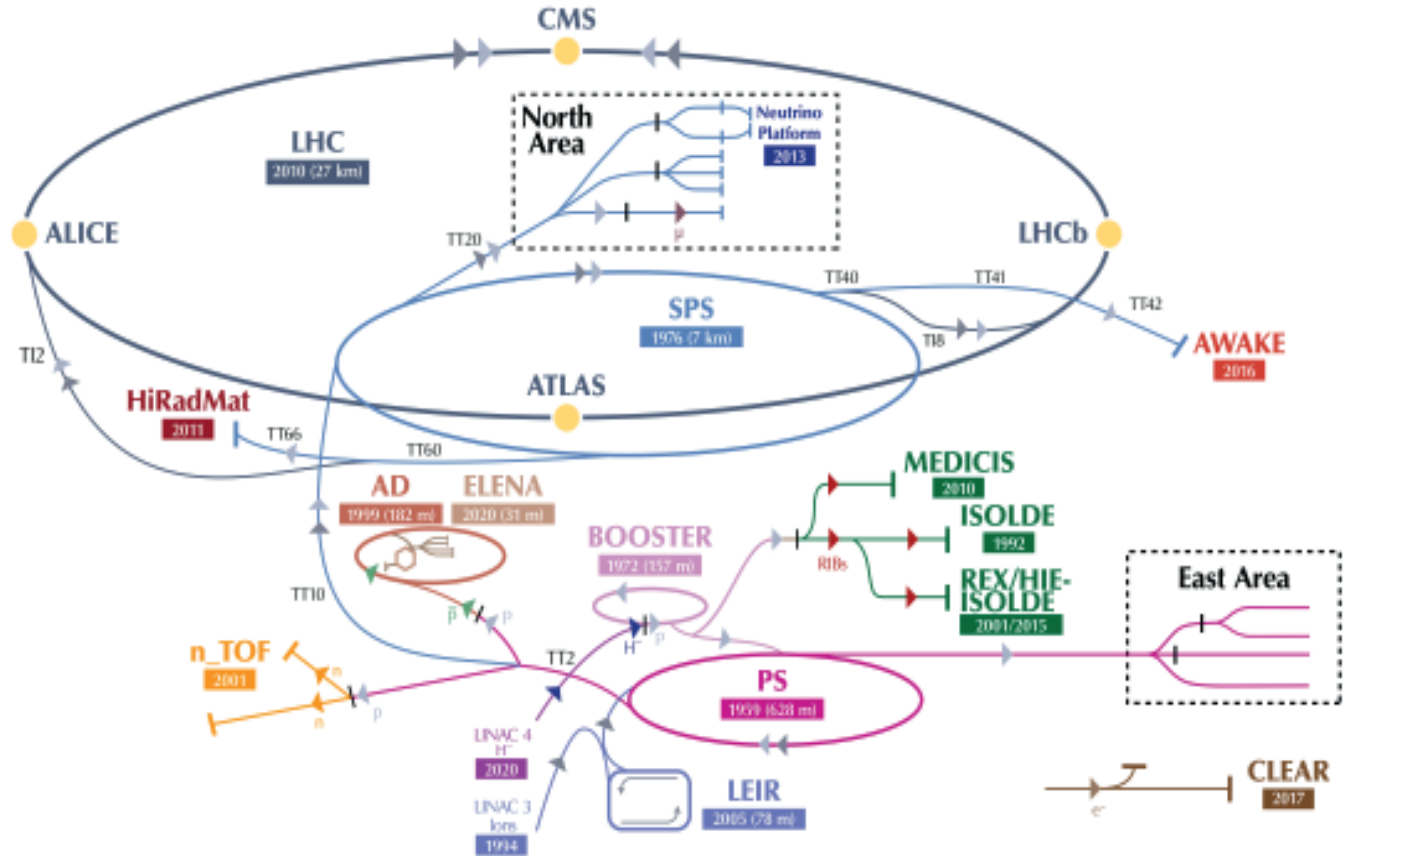 CMS
North
Area
Neutrino
Platform
2013
LHC
2010 (27 km)
μ
ALICE
LHCb
TT20
TT40
TT41
TT42
SPS
1976 (7 km)
TI8
AWAKE
2016
TI2
ATLAS
HiRadMat
2011
TT66
TT60
AD
1999 (182 m)
ELENA
2020 (31 m)
MEDICIS
2010
ISOLDE
1992
RIBs
REX/HIE-
ISOLDE
2001/2015
BOOSTER
1972 (157 m)
East Area
TT10
p̅
p
H⁻
p
n_TOF
2001
n
n
p
TT2
PS
1959 (628 m)
LINAC 4
H⁻
2020
LINAC 3
Ions
1994
LEIR
2005 (78 m)
CLEAR
2017
e⁻